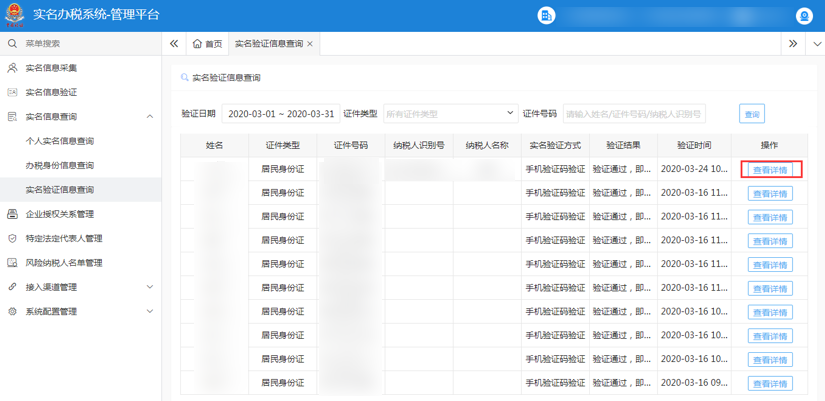 实名办税系统-管理平台
菜单搜索
首页 实名验证信息查询
实名信息采集
实名信息验证
实名信息查询
个人实名信息查询
办税身份信息查询
实名验证信息查询
企业授权关系管理
特定法定代表人管理
风险纳税人名单管理
接入渠道管理
系统配置管理
实名验证信息查询
验证日期 2020-03-01 ~ 2020-03-31 证件类型 所有证件类型 证件号码 请输入姓名/证件号码/纳税人识别号 查询
姓名 证件类型 证件号码 纳税人识别号 纳税人名称 实名验证方式 验证结果 验证时间 操作
居民身份证 手机验证码验证 验证通过，即... 2020-03-24 10... 查看详情
居民身份证 手机验证码验证 验证通过，即... 2020-03-16 11... 查看详情
居民身份证 手机验证码验证 验证通过，即... 2020-03-16 11... 查看详情
居民身份证 手机验证码验证 验证通过，即... 2020-03-16 11... 查看详情
居民身份证 手机验证码验证 验证通过，即... 2020-03-16 11... 查看详情
居民身份证 手机验证码验证 验证通过，即... 2020-03-16 11... 查看详情
居民身份证 手机验证码验证 验证通过，即... 2020-03-16 10... 查看详情
居民身份证 手机验证码验证 验证通过，即... 2020-03-16 10... 查看详情
居民身份证 手机验证码验证 验证通过，即... 2020-03-16 10... 查看详情
居民身份证 手机验证码验证 验证通过，即... 2020-03-16 09... 查看详情